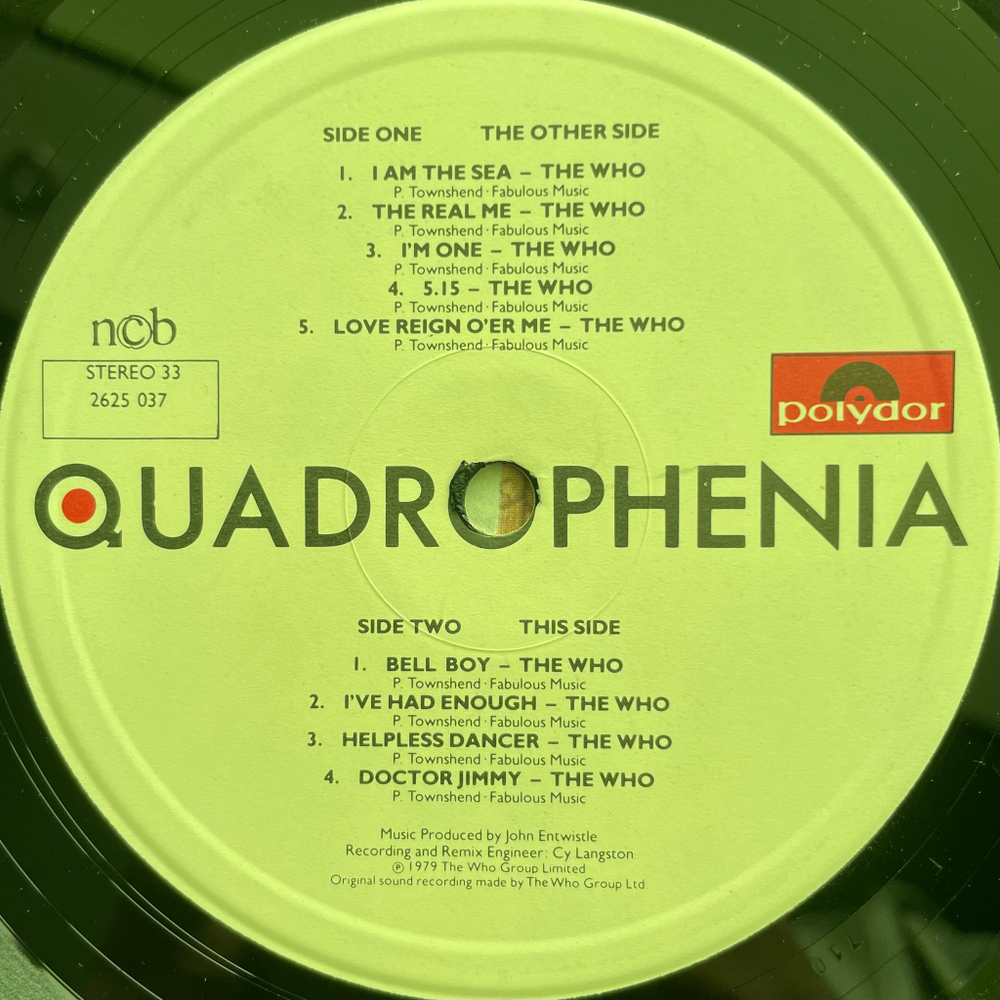 SIDE ONE THE OTHER SIDE
1. I AM THE SEA – THE WHO
P. Townshend · Fabulous Music
2. THE REAL ME – THE WHO
P. Townshend · Fabulous Music
3. I'M ONE – THE WHO
P. Townshend · Fabulous Music
4. 5.15 – THE WHO
P. Townshend · Fabulous Music
5. LOVE REIGN O'ER ME – THE WHO
P. Townshend · Fabulous Music
ncb
STEREO 33
2625 037
polydor
QUADROPHENIA
SIDE TWO THIS SIDE
1. BELL BOY – THE WHO
P. Townshend · Fabulous Music
2. I'VE HAD ENOUGH – THE WHO
P. Townshend · Fabulous Music
3. HELPLESS DANCER – THE WHO
P. Townshend · Fabulous Music
4. DOCTOR JIMMY – THE WHO
P. Townshend · Fabulous Music
Music Produced by John Entwistle
Recording and Remix Engineer: Cy Langston
Ⓟ 1979 The Who Group Limited
Original sound recording made by The Who Group Ltd.